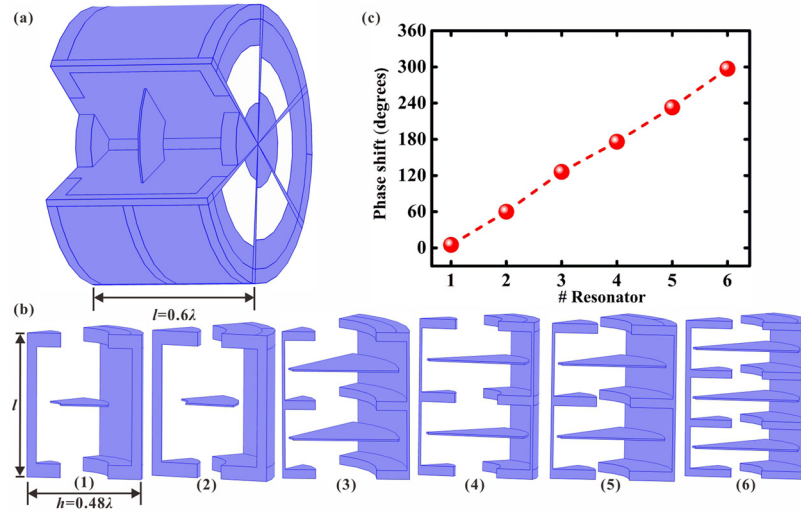 (a)
l=0.6λ
(c)
Phase shift (degrees)
360
300
240
180
120
60
0
1 2 3 4 5 6
# Resonator
(b)
l
h=0.48λ
(1) (2) (3) (4) (5) (6)